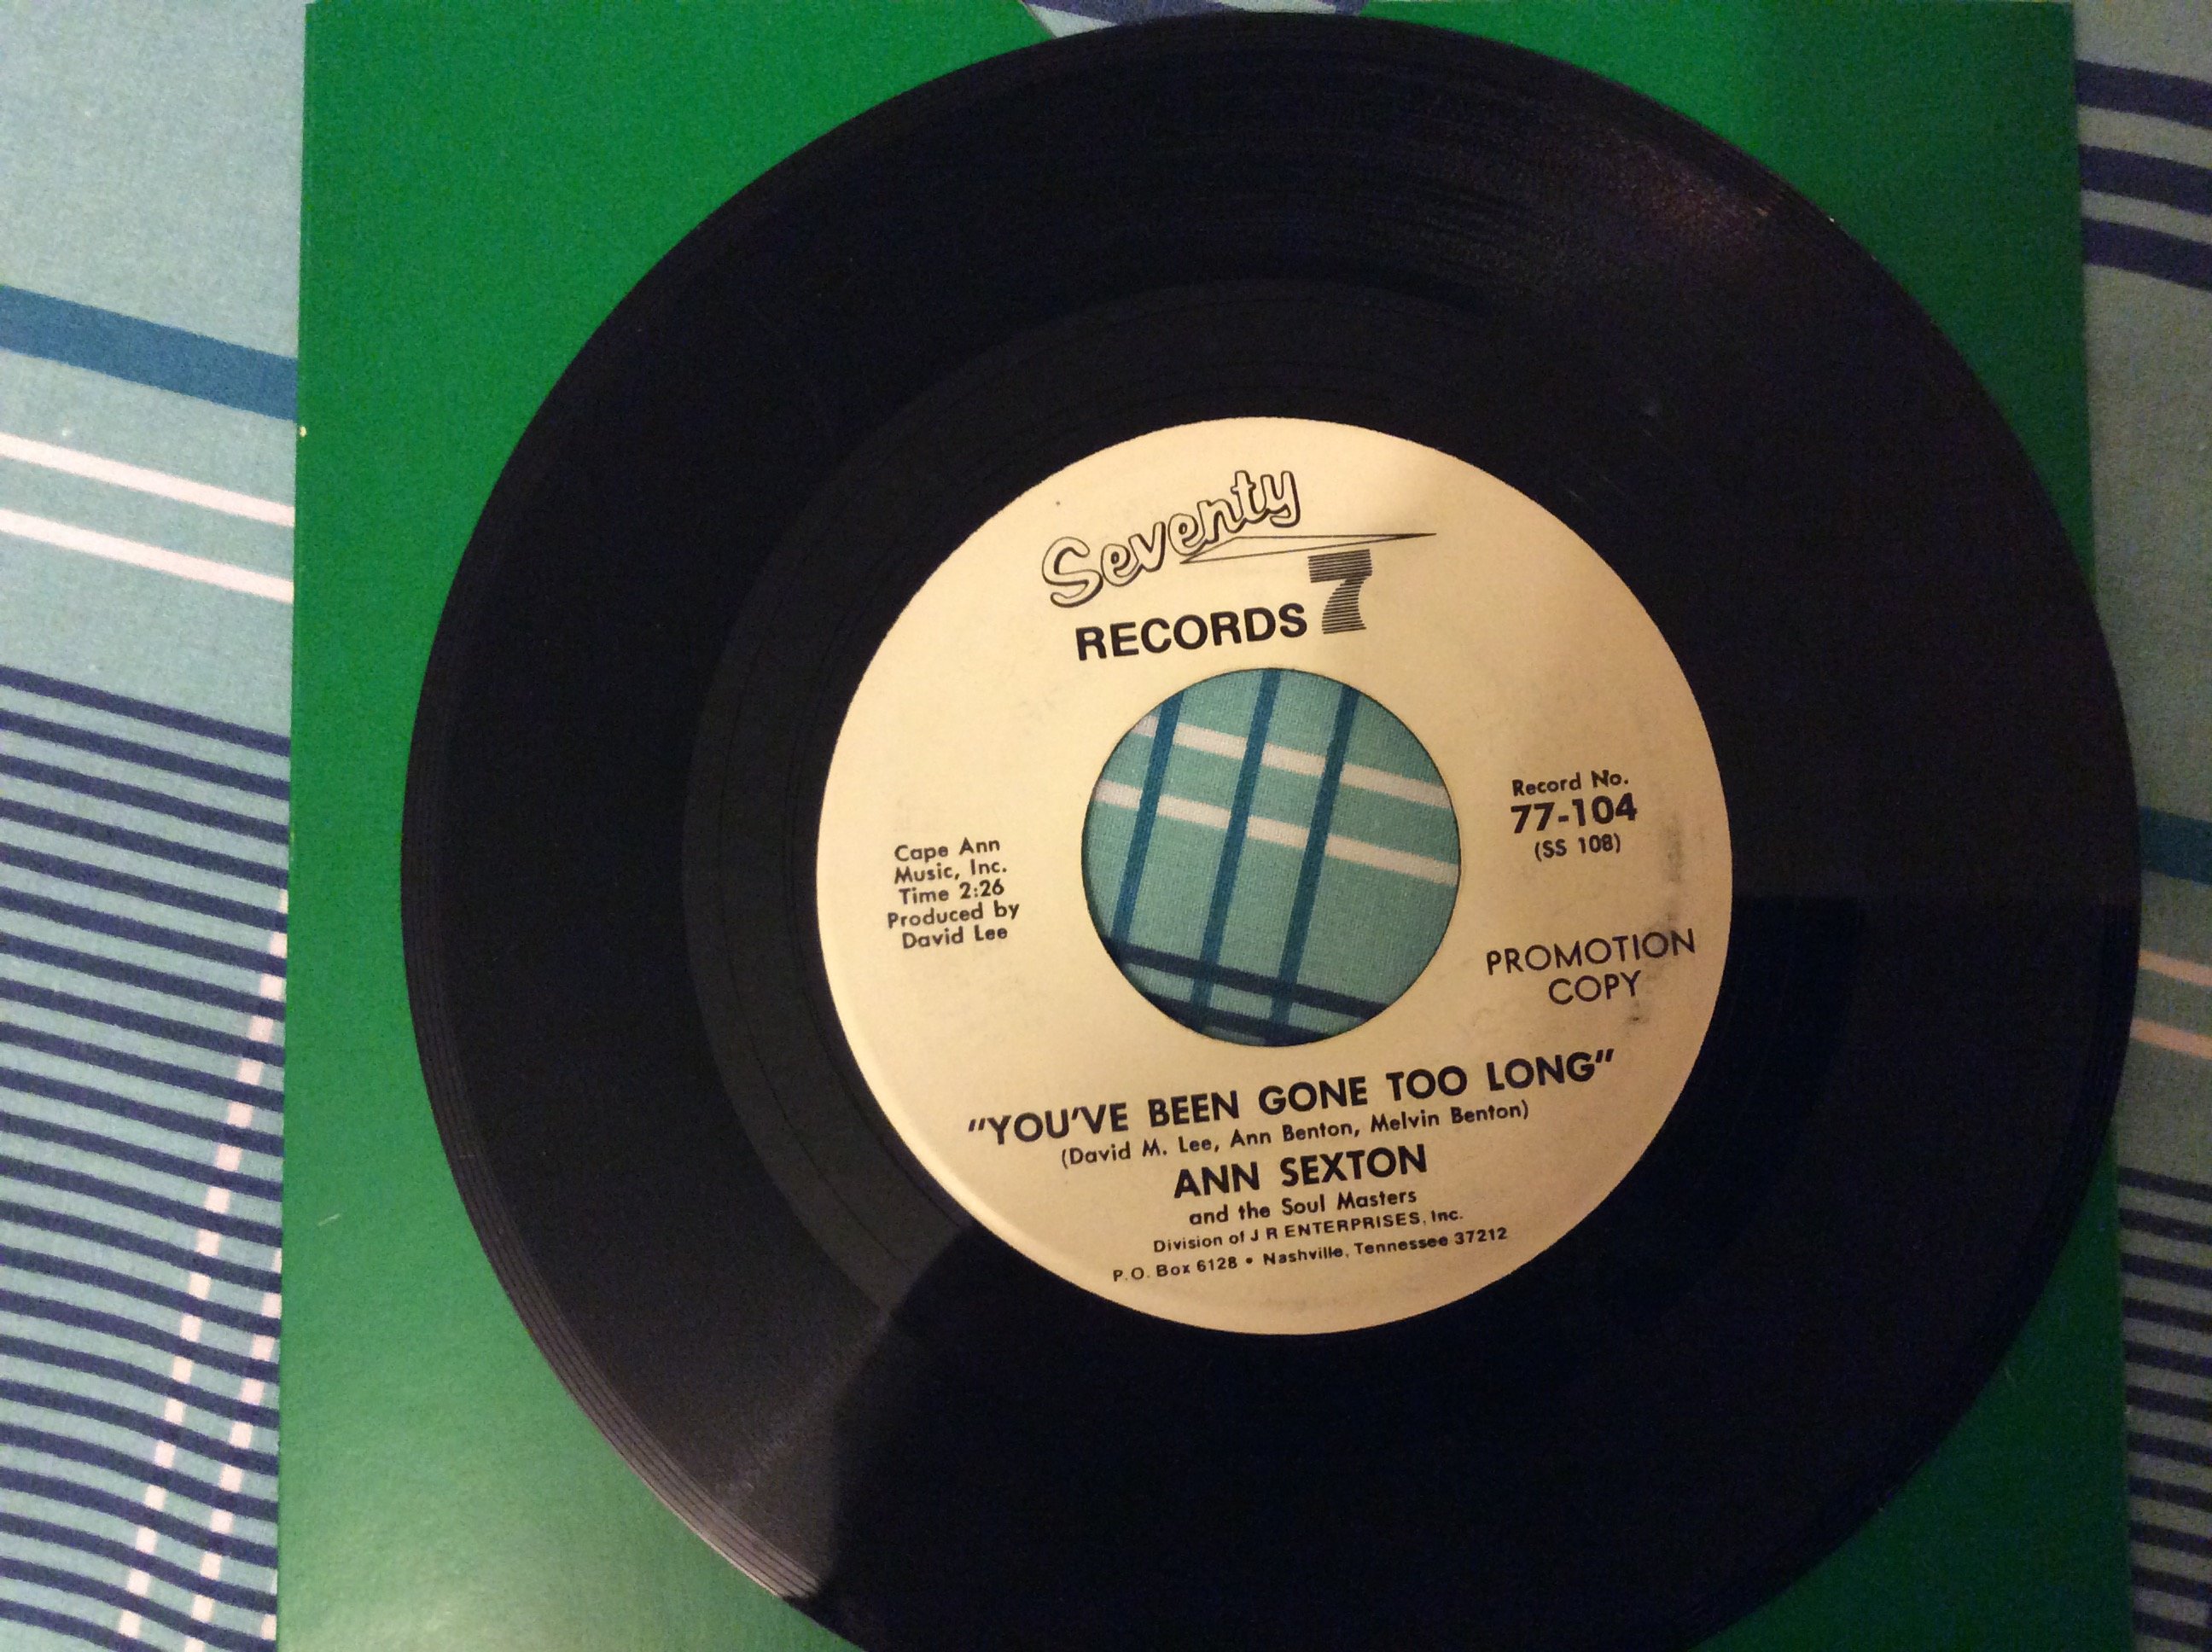 Seventy
RECORDS 7
Record No.
77-104
(SS 108)
Cape Ann
Music, Inc.
Time 2:26
Produced by
David Lee
PROMOTION
COPY
"YOU'VE BEEN GONE TOO LONG"
(David M. Lee, Ann Benton, Melvin Benton)
ANN SEXTON
and the Soul Masters
Division of J R ENTERPRISES, Inc.
P.O. Box 6128 • Nashville, Tennessee 37212